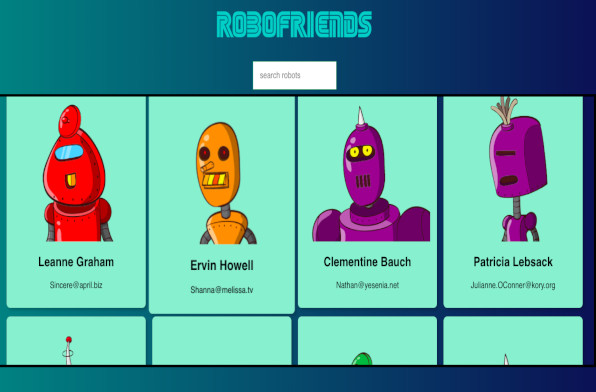 ROBOFRIENDS
search robots
Leanne Graham
Sincere@april.biz
Ervin Howell
Shanna@melissa.tv
Clementine Bauch
Nathan@yesenia.net
Patricia Lebsack
Julianne.OConner@kory.org